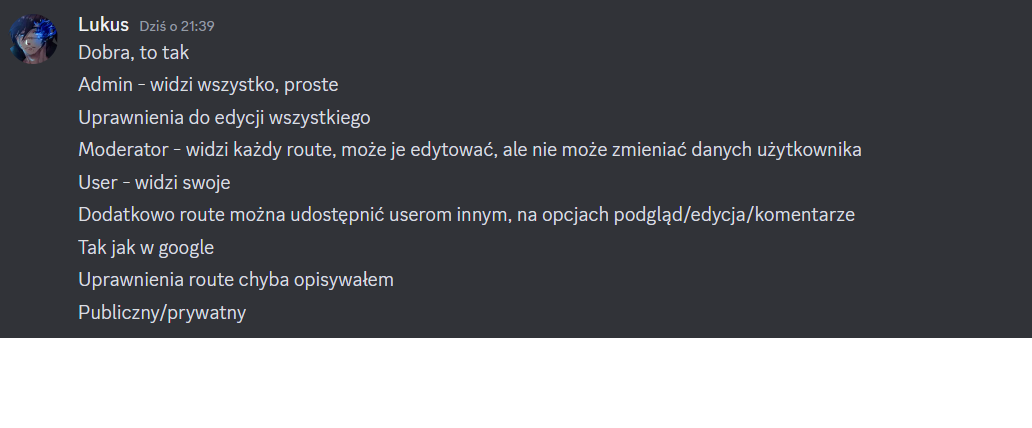 Lukus Dziś o 21:39
Dobra, to tak
Admin - widzi wszystko, proste
Uprawnienia do edycji wszystkiego
Moderator - widzi każdy route, może je edytować, ale nie może zmieniać danych użytkownika
User - widzi swoje
Dodatkowo route można udostępnić userom innym, na opcjach podgląd/edycja/komentarze
Tak jak w google
Uprawnienia route chyba opisywałem
Publiczny/prywatny